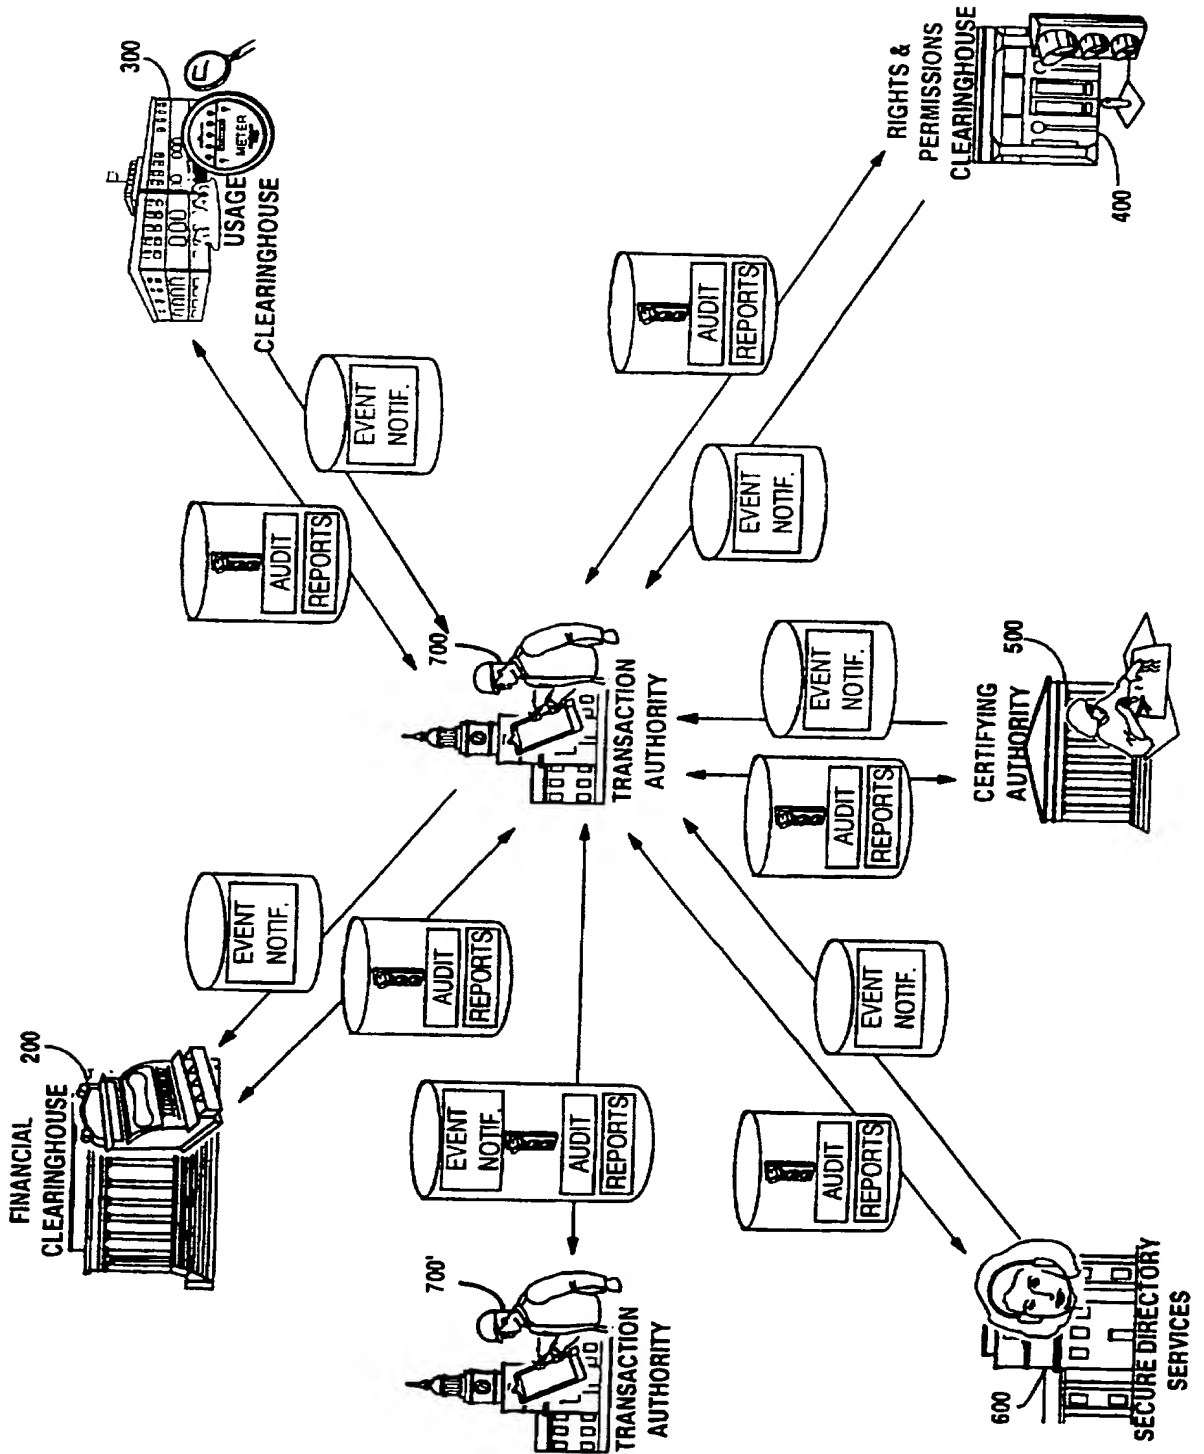 FINANCIAL
CLEARINGHOUSE
200
300
METER
USAGE
CLEARINGHOUSE
EVENT
NOTIF.
AUDIT
REPORTS
EVENT
NOTIF.
AUDIT
REPORTS
700'
EVENT
NOTIF.
AUDIT
REPORTS
700
TRANSACTION
AUTHORITY
TRANSACTION
AUTHORITY
AUDIT
REPORTS
EVENT
NOTIF.
AUDIT
REPORTS
EVENT
NOTIF.
AUDIT
REPORTS
EVENT
NOTIF.
RIGHTS &
PERMISSIONS
CLEARINGHOUSE
400
CERTIFYING
AUTHORITY
500
600
SECURE DIRECTORY
SERVICES